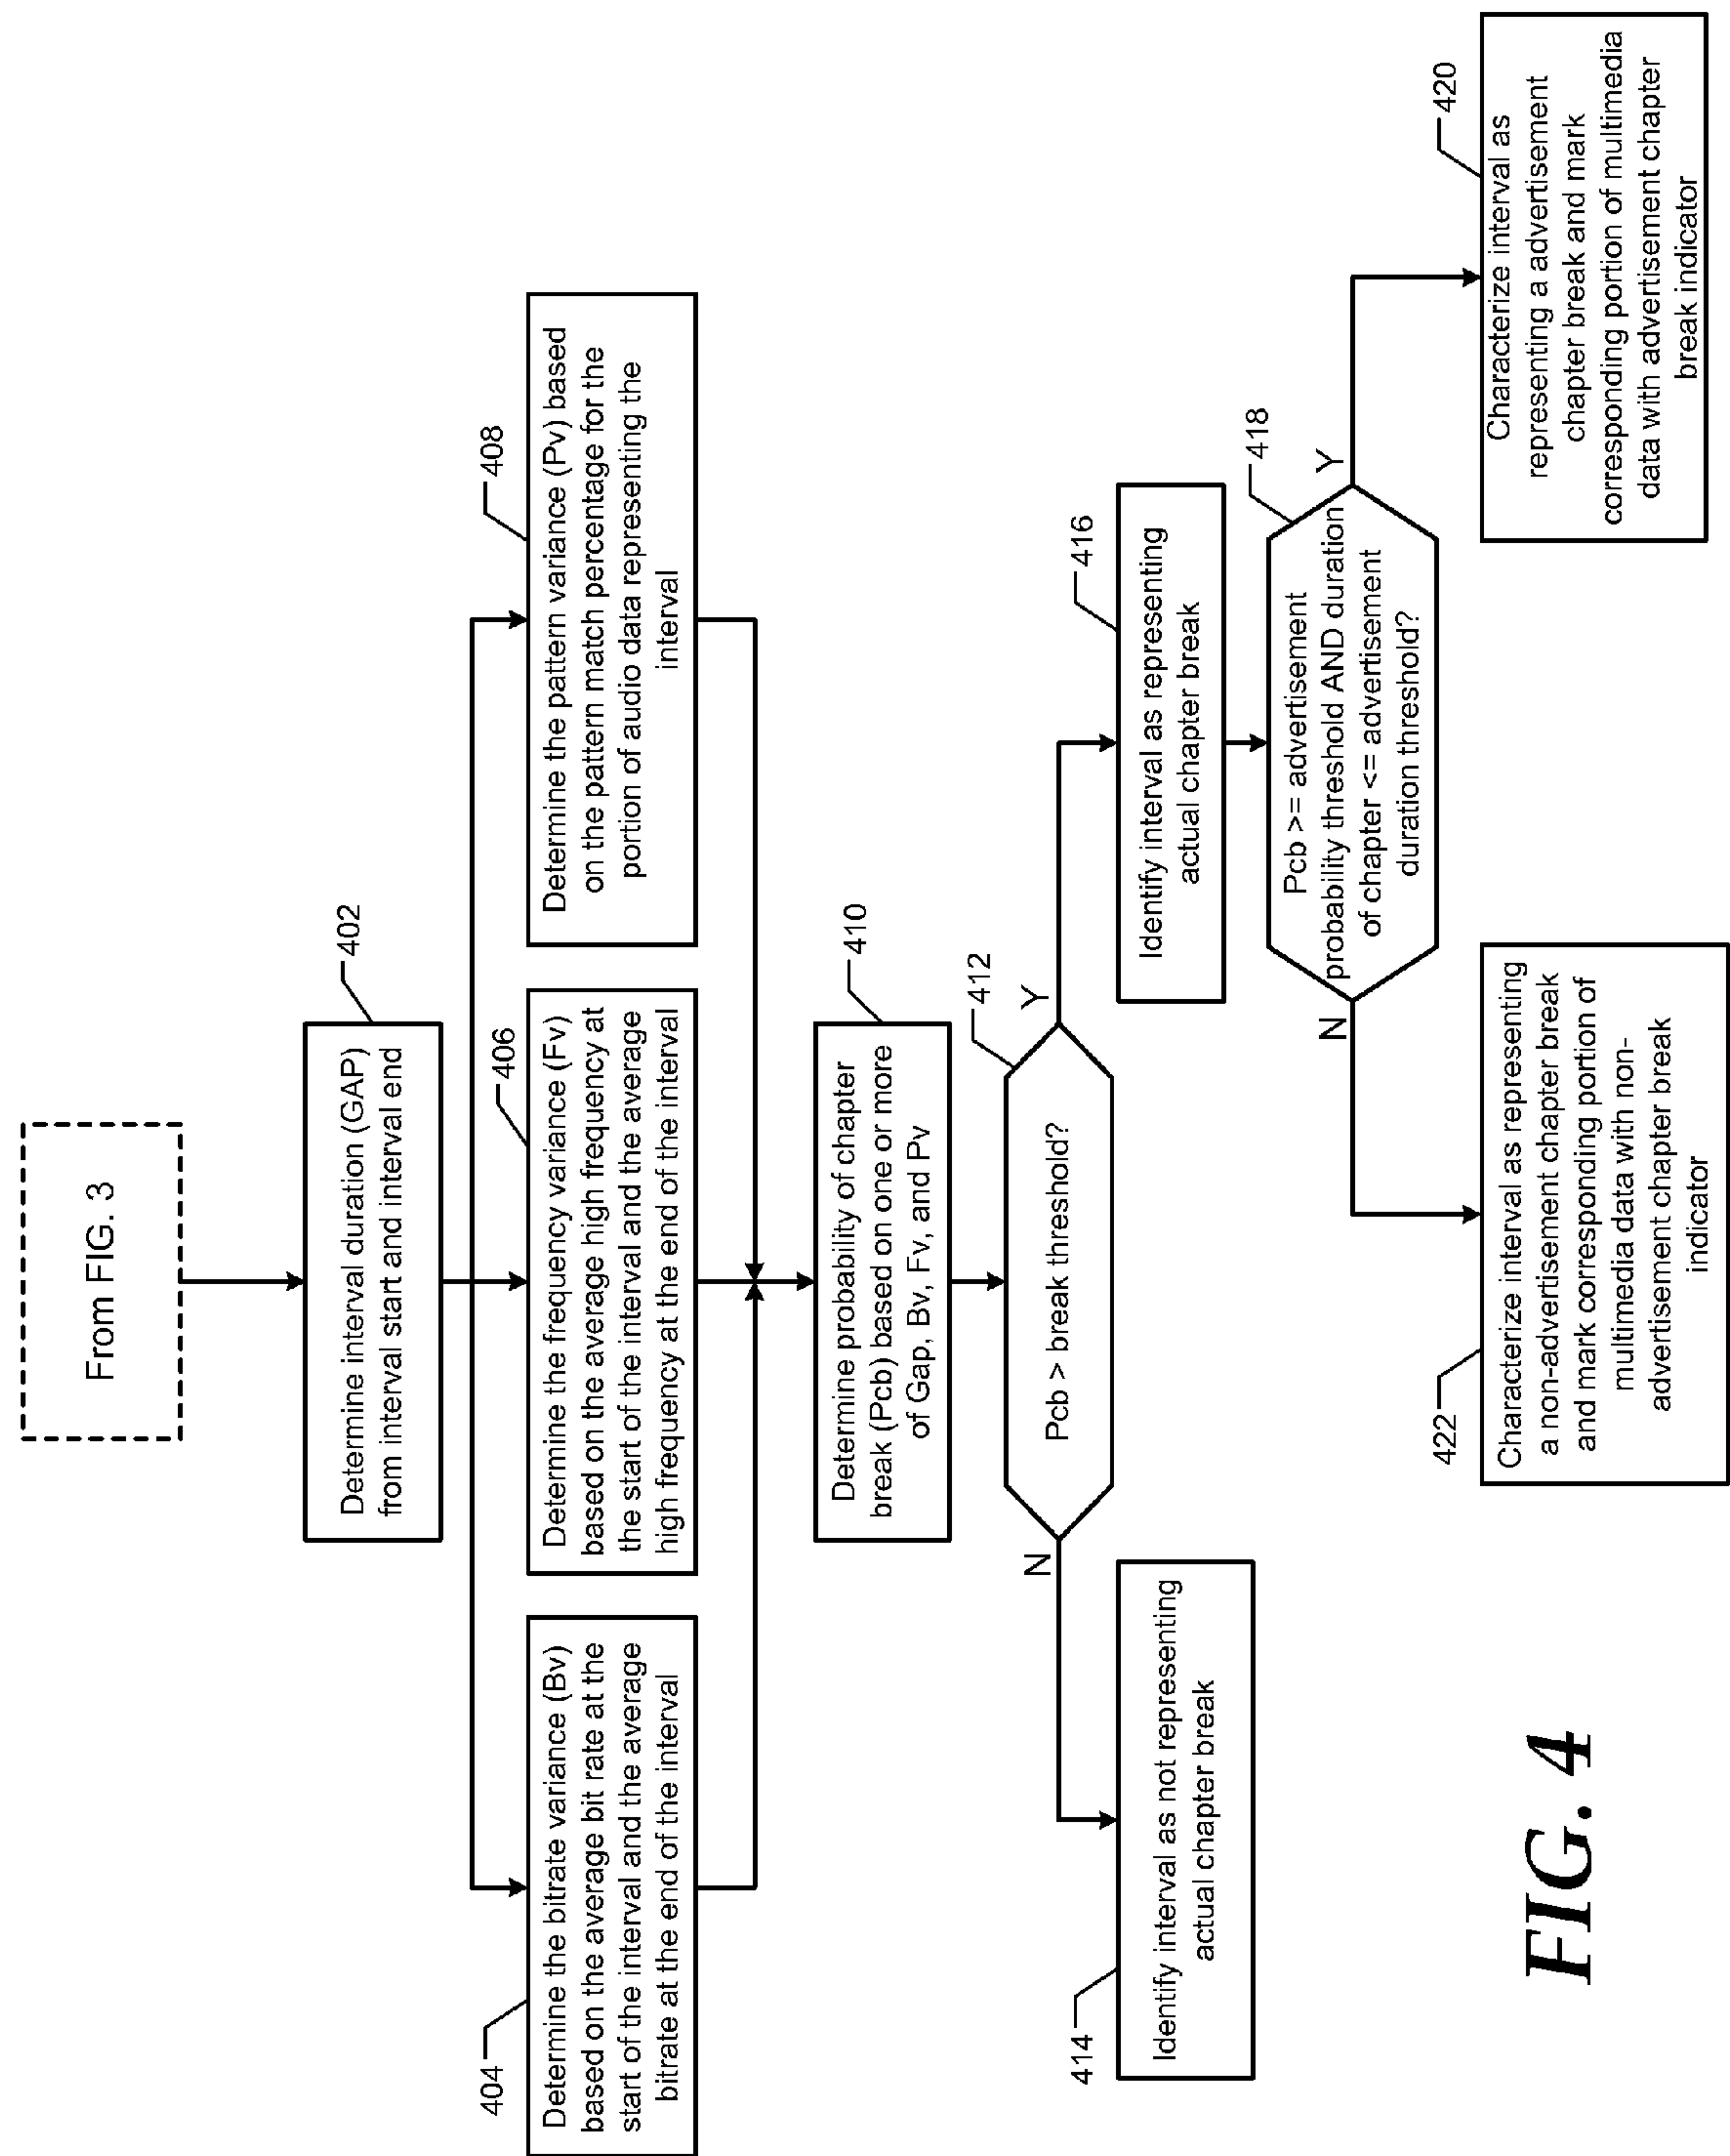 From FIG. 3
402
Determine interval duration (GAP)
from interval start and interval end
404
Determine the bitrate variance (Bv)
based on the average bit rate at the
start of the interval and the average
bitrate at the end of the interval
406
Determine the frequency variance (Fv)
based on the average high frequency at
the start of the interval and the average
high frequency at the end of the interval
408
Determine the pattern variance (Pv) based
on the pattern match percentage for the
portion of audio data representing the
interval
410
Determine probability of chapter
break (Pcb) based on one or more
of Gap, Bv, Fv, and Pv
412
Pcb > break threshold?
N
Y
414
Identify interval as not representing
actual chapter break
416
Identify interval as representing
actual chapter break
418
Pcb >= advertisement
probability threshold AND duration
of chapter <= advertisement
duration threshold?
N
Y
422
Characterize interval as representing
a non-advertisement chapter break
and mark corresponding portion of
multimedia data with non-
advertisement chapter break
indicator
420
Characterize interval as
representing a advertisement
chapter break and mark
corresponding portion of multimedia
data with advertisement chapter
break indicator
FIG. 4